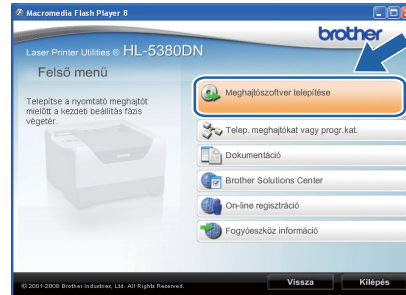 Macromedia Flash Player 8
brother
Laser Printer Utilities ® HL-5380DN
Felső menü
Telepítse a nyomtató meghajtót
mielőtt a kezdeti beállítás fázis
végetér.
Meghajtószoftver telepítése
Telep. meghajtókat vagy progr.kat.
Dokumentáció
Brother Solutions Center
On-line regisztráció
Fogyóeszköz információ
© 2001-2008 Brother Industries, Ltd. All Rights Reserved.
Vissza
Kilépés